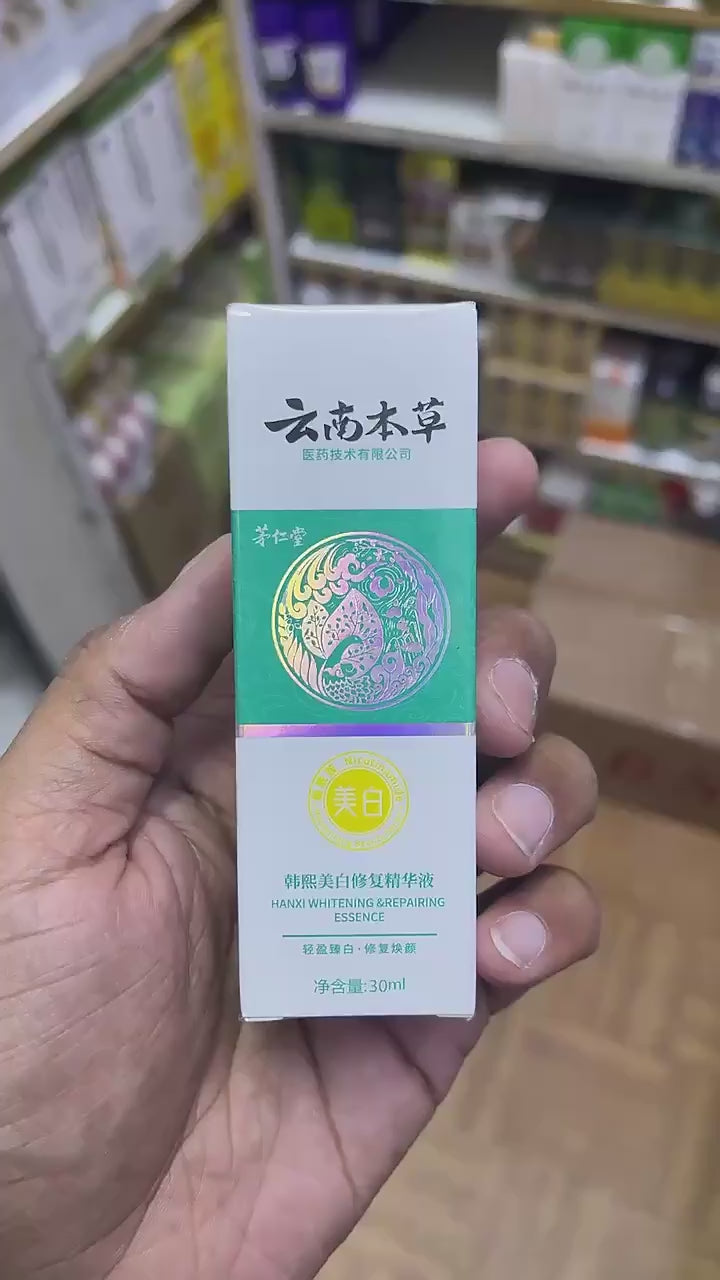 云南本草
医药技术有限公司
茅仁堂
Nicotinamide
美白
韩熙美白修复精华液
HANXI WHITENING &REPAIRING
ESSENCE
轻盈臻白·修复焕颜
净含量:30ml